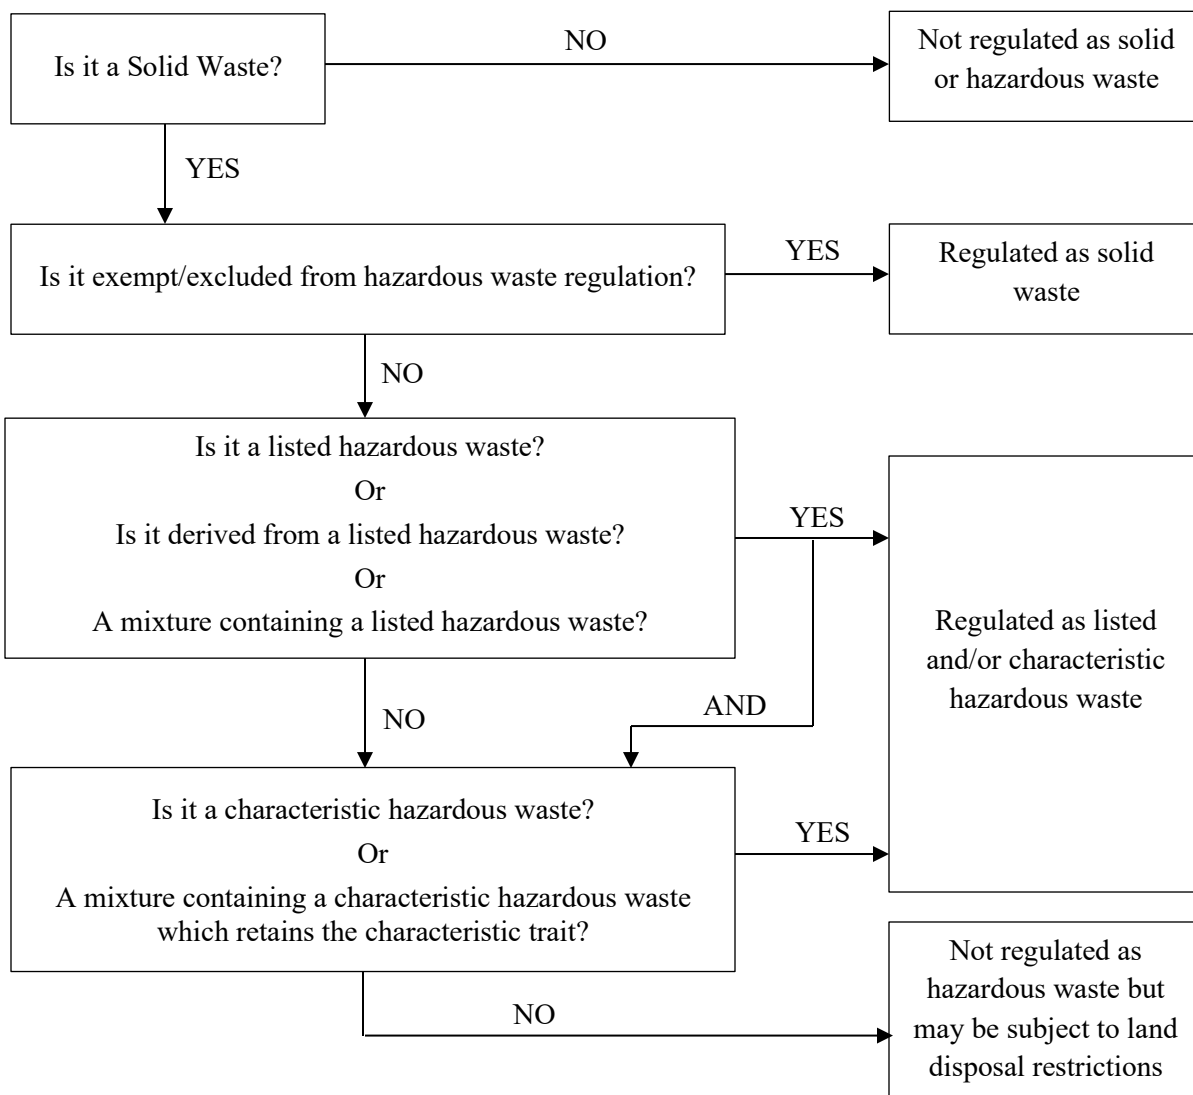 Is it a Solid Waste?
NO
Not regulated as solid
or hazardous waste
YES
Is it exempt/excluded from hazardous waste regulation?
YES
Regulated as solid
waste
NO
Is it a listed hazardous waste?
Or
Is it derived from a listed hazardous waste?
Or
A mixture containing a listed hazardous waste?
YES
Regulated as listed
and/or characteristic
hazardous waste
NO
AND
Is it a characteristic hazardous waste?
Or
A mixture containing a characteristic hazardous waste
which retains the characteristic trait?
YES
NO
Not regulated as
hazardous waste but
may be subject to land
disposal restrictions